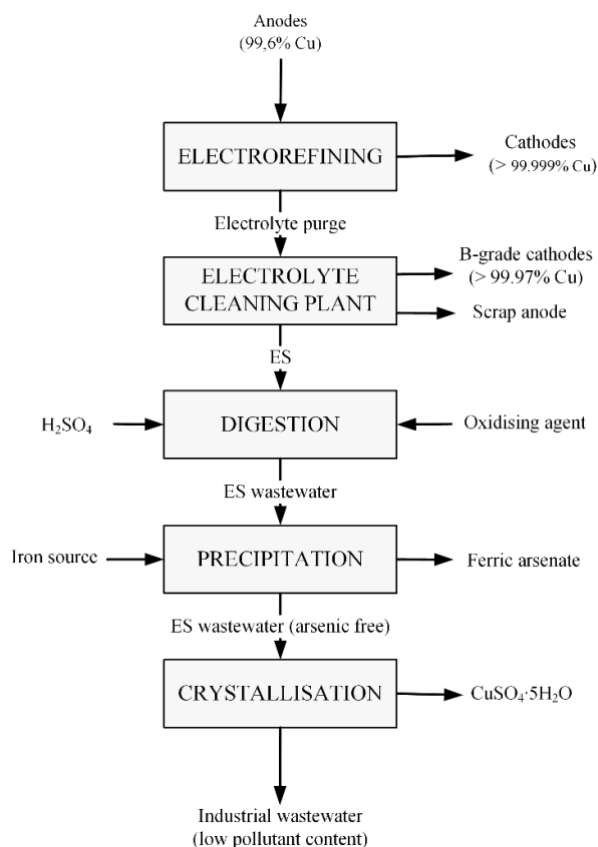 Anodes
(99,6% Cu)
ELECTROREFINING
Cathodes
(> 99.999% Cu)
Electrolyte purge
ELECTROLYTE
CLEANING PLANT
B-grade cathodes
(> 99.97% Cu)
Scrap anode
ES
H₂SO₄
DIGESTION
Oxidising agent
ES wastewater
Iron source
PRECIPITATION
Ferric arsenate
ES wastewater (arsenic free)
CRYSTALLISATION
CuSO₄·5H₂O
Industrial wastewater
(low pollutant content)